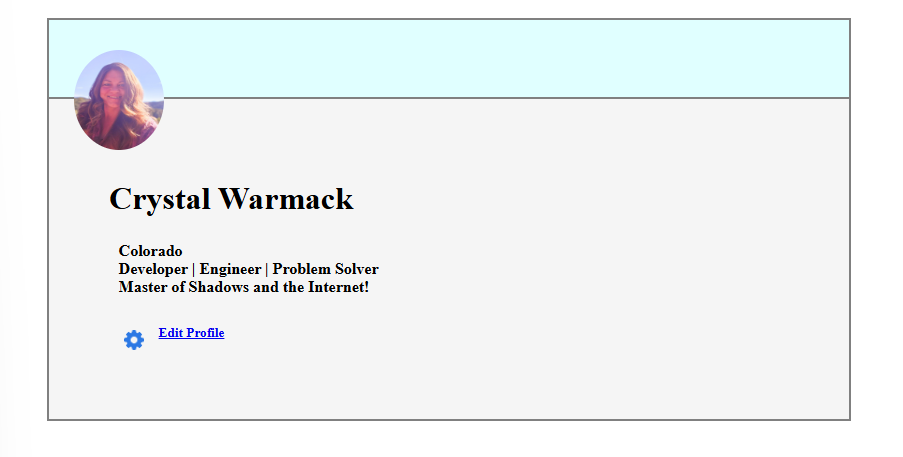 Crystal Warmack
Colorado
Developer | Engineer | Problem Solver
Master of Shadows and the Internet!
Edit Profile